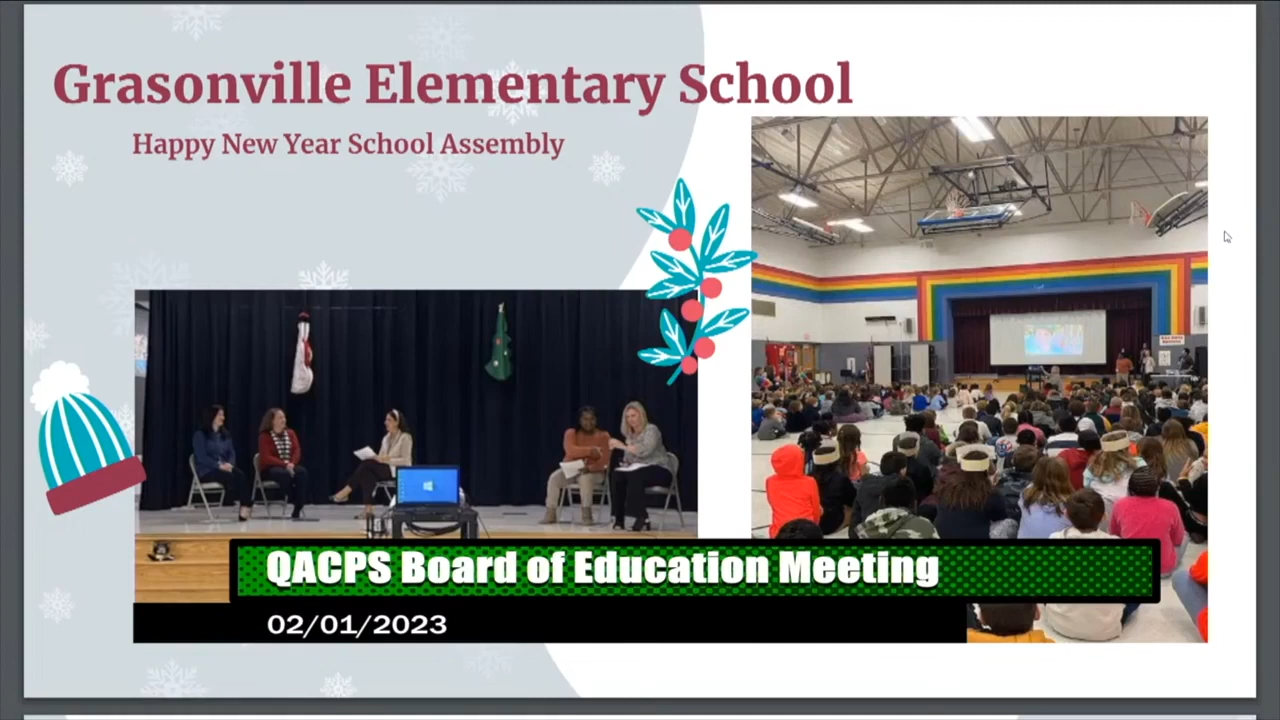 Grasonville Elementary School
Happy New Year School Assembly
QACPS Board of Education Meeting
02/01/2023